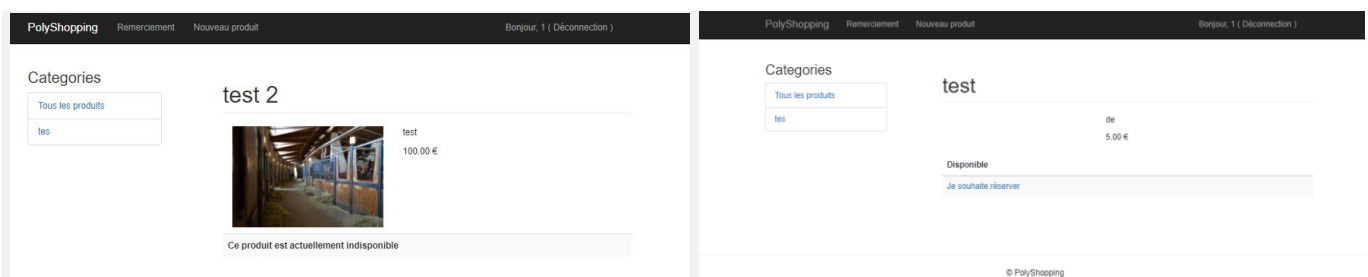 PolyShopping Remerciement Nouveau produit Bonjour, 1 ( Déconnection )
Categories
Tous les produits
tes
test 2
test
100.00 €
Ce produit est actuellement indisponible
PolyShopping Remerciement Nouveau produit Bonjour, 1 ( Déconnection )
Categories
Tous les produits
tes
test
de
5.00 €
Disponible
Je souhaite réserver
© PolyShopping